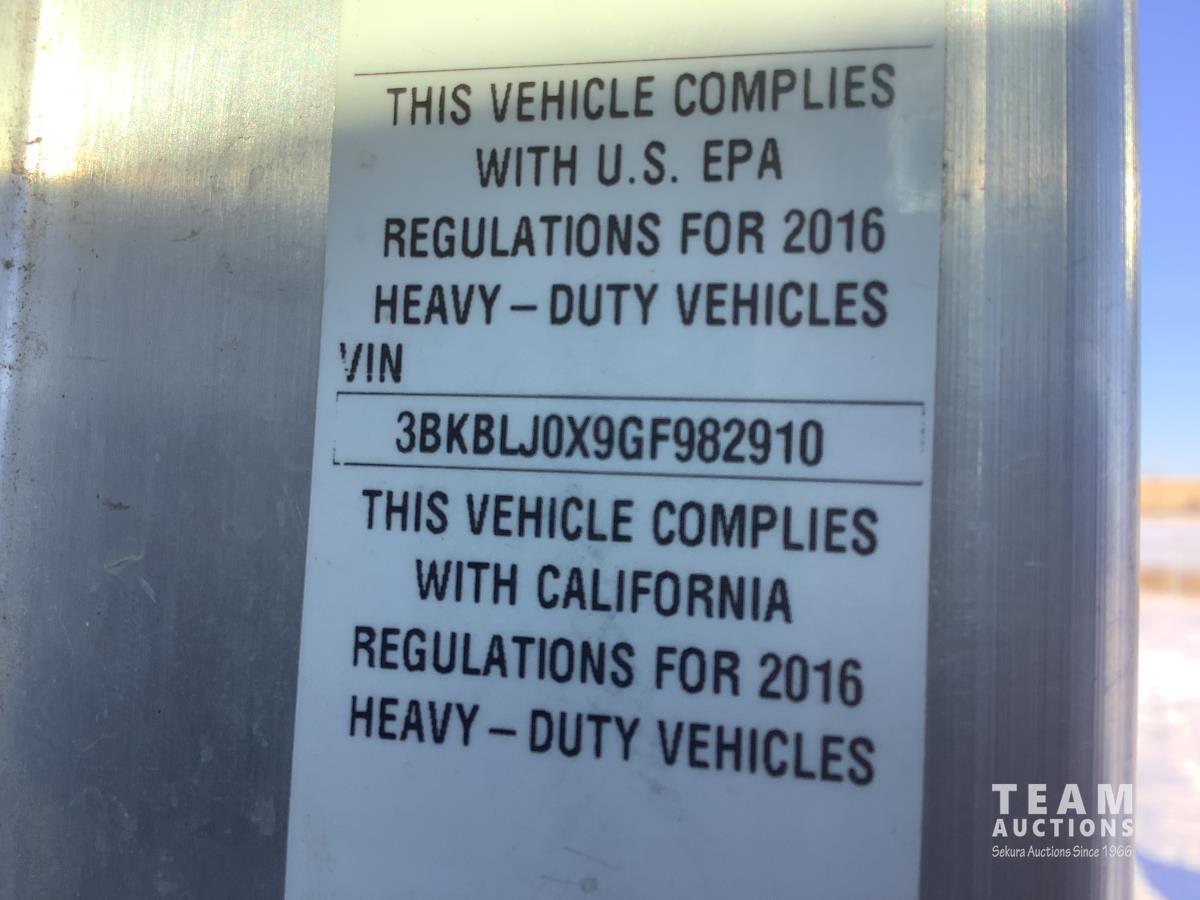 THIS VEHICLE COMPLIES
WITH U.S. EPA
REGULATIONS FOR 2016
HEAVY – DUTY VEHICLES
VIN
3BKBLJ0X9GF982910
THIS VEHICLE COMPLIES
WITH CALIFORNIA
REGULATIONS FOR 2016
HEAVY – DUTY VEHICLES
TEAM
AUCTIONS
Sekura Auctions Since 1966